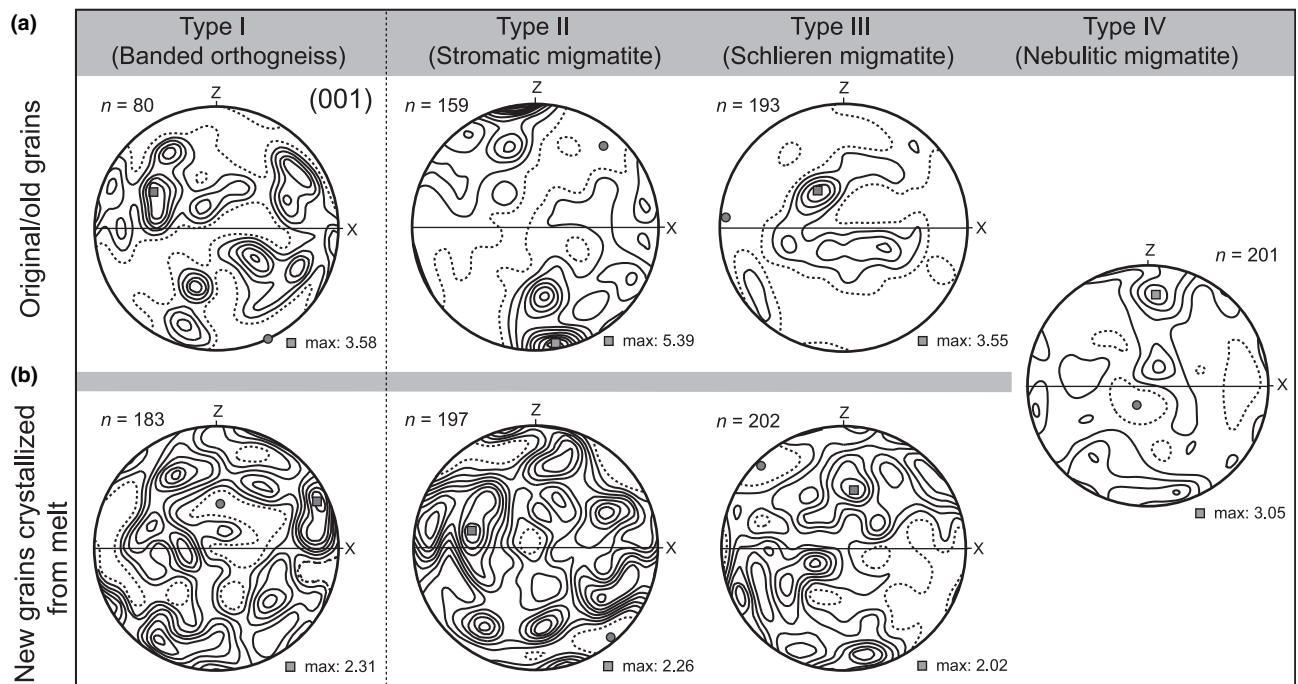 (a)
Type I
(Banded orthogneiss)
Type II
(Stromatic migmatite)
Type III
(Schlieren migmatite)
Type IV
(Nebulitic migmatite)
Original/old grains
n = 80
Z
(001)
X
max: 3.58
n = 159
Z
X
max: 5.39
n = 193
Z
X
max: 3.55
n = 201
Z
X
max: 3.05
(b)
New grains crystallized
from melt
n = 183
Z
X
max: 2.31
n = 197
Z
X
max: 2.26
n = 202
Z
X
max: 2.02